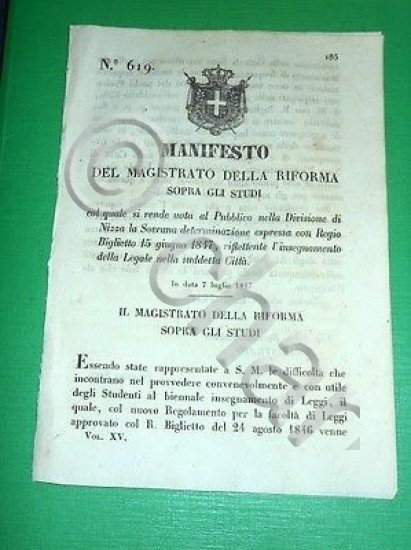 185
N.° 619.
MANIFESTO
DEL MAGISTRATO DELLA RIFORMA
SOPRA GLI STUDI
col quale si rende nota al Pubblico nella Divisione di
Nizza la Sovrana determinazione espressa con Regio
Biglietto 15 giugno 1847, riflettente l'insegnamento
della Legale nella suddetta Città.
In data 7 luglio 1847
IL MAGISTRATO DELLA RIFORMA
SOPRA GLI STUDI
Essendo state rappresentate a S. M. le difficoltà che
incontransi nel provvedere convenevolmente e con utile
degli Studenti al biennale insegnamento di Leggi, il
quale, col nuovo Regolamento per la facoltà di Leggi
approvato col R. Biglietto del 24 agosto 1846 venne
VOL. XV.